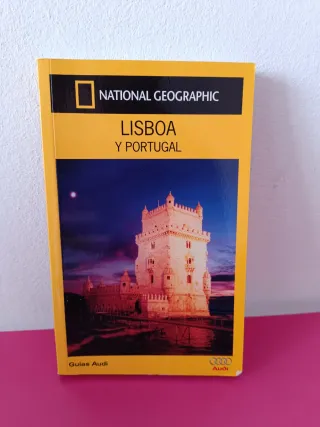 NATIONAL GEOGRAPHIC
LISBOA
Y PORTUGAL
Guías Audi
Audi